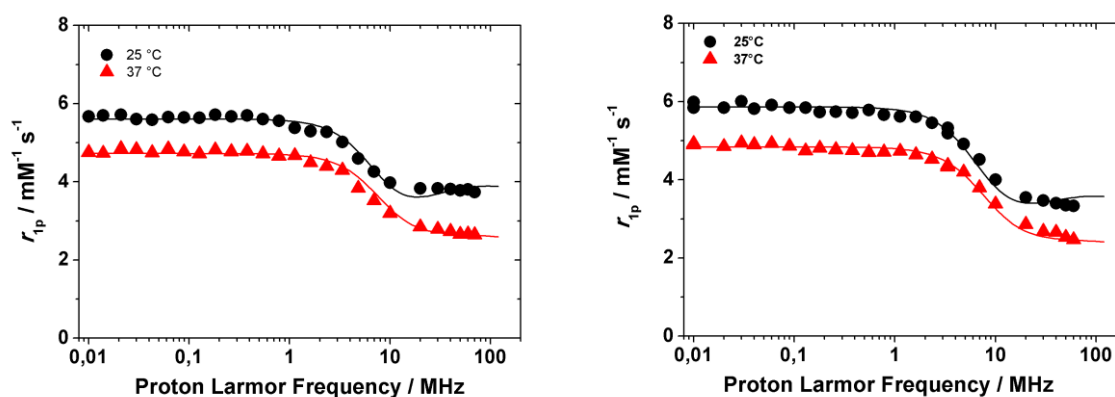 8
6
4
2
0
r1p / mM-1 s-1
25 °C
37 °C
0,01
0,1
1
10
100
Proton Larmor Frequency / MHz
8
6
4
2
0
r1p / mM-1 s-1
25°C
37°C
0,01
0,1
1
10
100
Proton Larmor Frequency / MHz